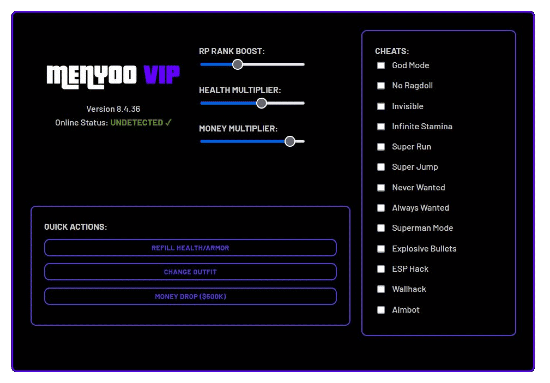 MENYOO VIP
Version 8.4.36
Online Status: UNDETECTED ✓
RP RANK BOOST:
HEALTH MULTIPLIER:
MONEY MULTIPLIER:
QUICK ACTIONS:
REFILL HEALTH/ARMOR
CHANGE OUTFIT
MONEY DROP ($500K)
CHEATS:
God Mode
No Ragdoll
Invisible
Infinite Stamina
Super Run
Super Jump
Never Wanted
Always Wanted
Superman Mode
Explosive Bullets
ESP Hack
Wallhack
Aimbot